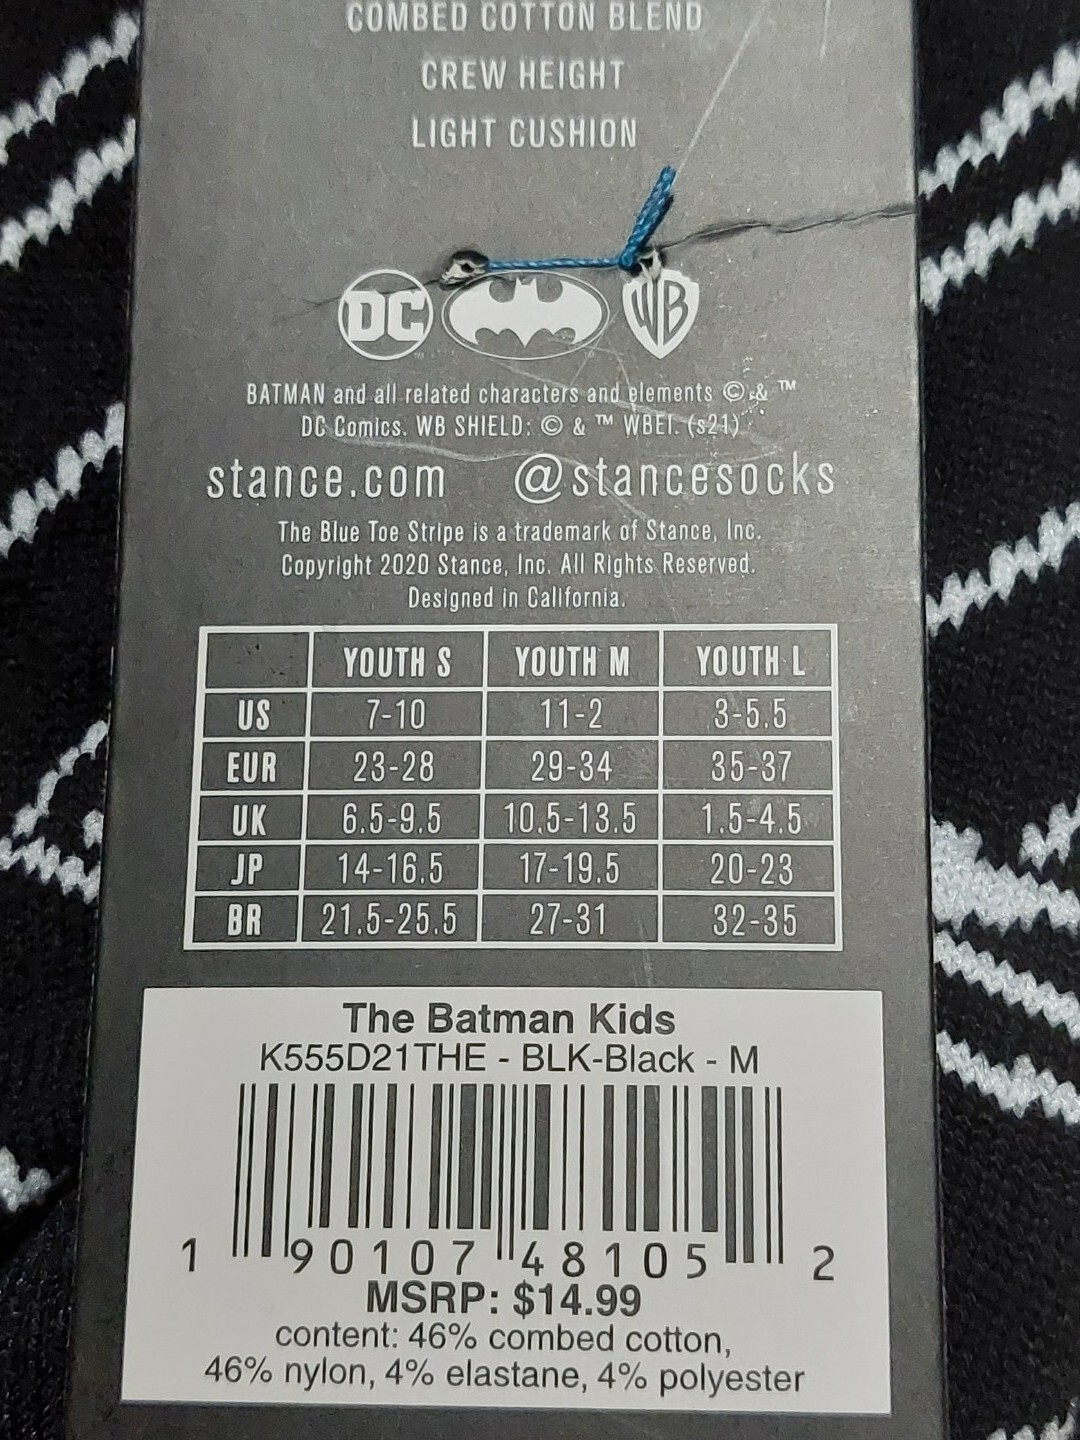 COMBED COTTON BLEND
CREW HEIGHT
LIGHT CUSHION
DC WB
BATMAN and all related characters and elements © & ™
DC Comics. WB SHIELD: © & ™ WBEI. (s21)
stance.com @stancesocks
The Blue Toe Stripe is a trademark of Stance, Inc.
Copyright 2020 Stance, Inc. All Rights Reserved.
Designed in California.
YOUTH S YOUTH M YOUTH L
US 7-10 11-2 3-5.5
EUR 23-28 29-34 35-37
UK 6.5-9.5 10.5-13.5 1.5-4.5
JP 14-16.5 17-19.5 20-23
BR 21.5-25.5 27-31 32-35
The Batman Kids
K555D21THE - BLK-Black - M
1 90107 48105 2
MSRP: $14.99
content: 46% combed cotton,
46% nylon, 4% elastane, 4% polyester